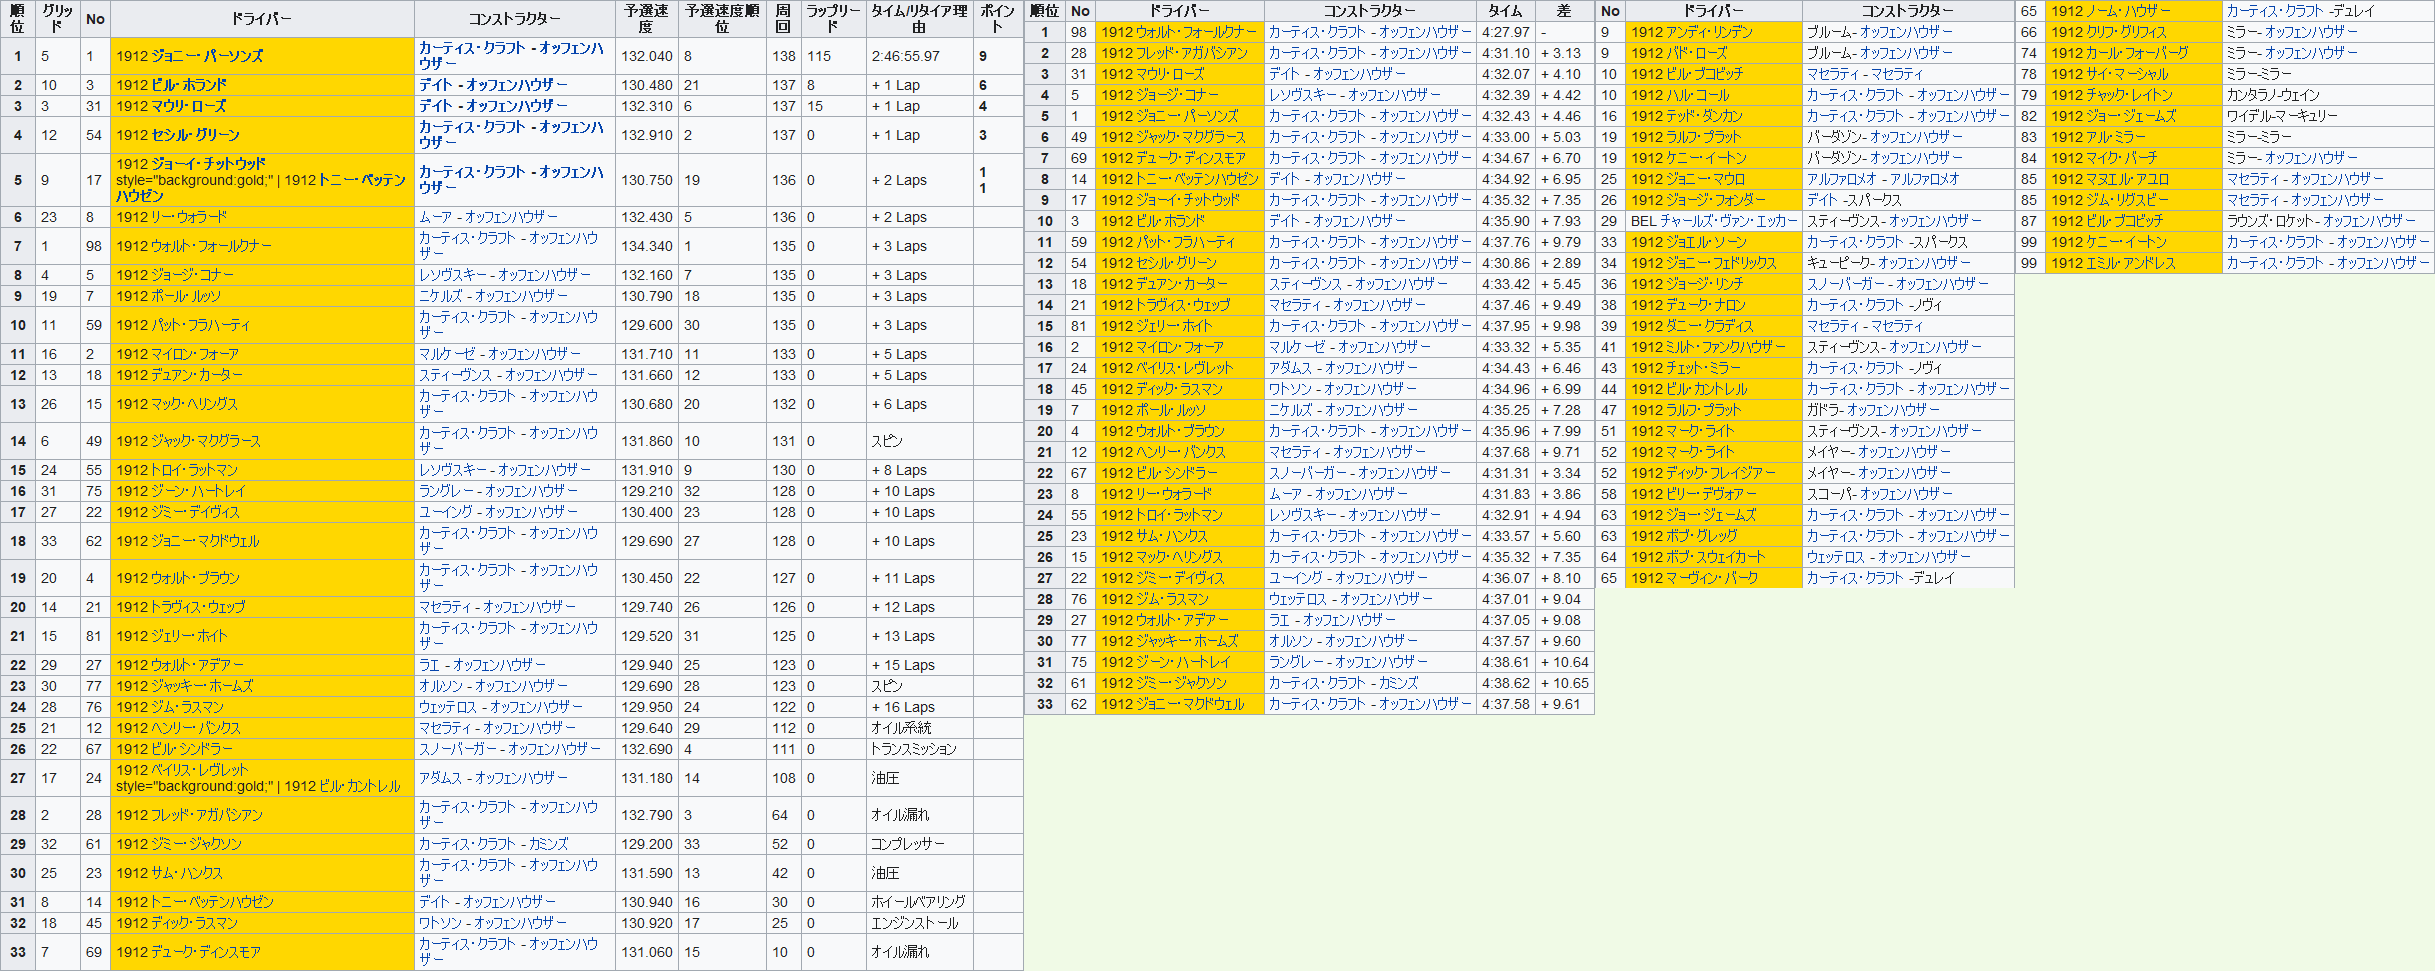 順位 グリッド No ドライバー コンストラクター 予選速度 予選速度順位 周回 ラップリード タイム/リタイア理由 ポイント
1 5 1 1912 ジョニー・パーソンズ カーティス・クラフト - オッフェンハウザー 132.040 8 138 115 2:46:55.97 9
2 10 3 1912 ビル・ホランド デイト - オッフェンハウザー 130.480 21 137 8 + 1 Lap 6
3 3 31 1912 マウリ・ローズ デイト - オッフェンハウザー 132.310 6 137 15 + 1 Lap 4
4 12 54 1912 セシル・グリーン カーティス・クラフト - オッフェンハウザー 132.910 2 137 0 + 1 Lap 3
5 9 17 1912 ジョーイ・チットウッド style="background:gold;" | 1912 トニー・ベッテンハウゼン カーティス・クラフト - オッフェンハウザー 130.750 19 136 0 + 2 Laps 1 1
6 23 8 1912 リー・ウォラード ムーア - オッフェンハウザー 132.430 5 136 0 + 2 Laps
7 1 98 1912 ウォルト・フォールクナー カーティス・クラフト - オッフェンハウザー 134.340 1 135 0 + 3 Laps
8 4 5 1912 ジョージ・コナー レソヴスキー - オッフェンハウザー 132.160 7 135 0 + 3 Laps
9 19 7 1912 ポール・ルッソ ニケルズ - オッフェンハウザー 130.790 18 135 0 + 3 Laps
10 11 59 1912 パット・フラハーティ カーティス・クラフト - オッフェンハウザー 129.600 30 135 0 + 3 Laps
11 16 2 1912 マイロン・フォーア マルケーゼ - オッフェンハウザー 131.710 11 133 0 + 5 Laps
12 13 18 1912 デュアン・カーター スティーヴンス - オッフェンハウザー 131.660 12 133 0 + 5 Laps
13 26 15 1912 マック・ヘリングス カーティス・クラフト - オッフェンハウザー 130.680 20 132 0 + 6 Laps
14 6 49 1912 ジャック・マクグラース カーティス・クラフト - オッフェンハウザー 131.860 10 131 0 スピン
15 24 55 1912 トロイ・ラットマン レソヴスキー - オッフェンハウザー 131.910 9 130 0 + 8 Laps
16 31 75 1912 ジーン・ハートレイ ラングレー - オッフェンハウザー 129.210 32 128 0 + 10 Laps
17 27 22 1912 ジミー・デイヴィス ユーイング - オッフェンハウザー 130.400 23 128 0 + 10 Laps
18 33 62 1912 ジョニー・マクドウェル カーティス・クラフト - オッフェンハウザー 129.690 27 128 0 + 10 Laps
19 20 4 1912 ウォルト・ブラウン カーティス・クラフト - オッフェンハウザー 130.450 22 127 0 + 11 Laps
20 14 21 1912 トラヴィス・ウェッブ マセラティ - オッフェンハウザー 129.740 26 126 0 + 12 Laps
21 15 81 1912 ジェリー・ホイト カーティス・クラフト - オッフェンハウザー 129.520 31 125 0 + 13 Laps
22 29 27 1912 ウォルト・アデアー ラエ - オッフェンハウザー 129.940 25 123 0 + 15 Laps
23 30 77 1912 ジャッキー・ホームズ オルソン - オッフェンハウザー 129.690 28 123 0 スピン
24 28 76 1912 ジム・ラスマン ウェッテロス - オッフェンハウザー 129.950 24 122 0 + 16 Laps
25 21 12 1912 ヘンリー・バンクス マセラティ - オッフェンハウザー 129.640 29 112 0 オイル系統
26 22 67 1912 ビル・シンドラー スノーバーガー - オッフェンハウザー 132.690 4 111 0 トランスミッション
27 17 24 1912 ベイリス・レヴレット style="background:gold;" | 1912 ビル・カントレル アダムス - オッフェンハウザー 131.180 14 108 0 油圧
28 2 28 1912 フレッド・アガバシアン カーティス・クラフト - オッフェンハウザー 132.790 3 64 0 オイル漏れ
29 32 61 1912 ジミー・ジャクソン カーティス・クラフト - カミンズ 129.200 33 52 0 コンプレッサー
30 25 23 1912 サム・ハンクス カーティス・クラフト - オッフェンハウザー 131.590 13 42 0 油圧
31 8 14 1912 トニー・ベッテンハウゼン デイト - オッフェンハウザー 130.940 16 30 0 ホイールベアリング
32 18 45 1912 ディック・ラスマン ワトソン - オッフェンハウザー 130.920 17 25 0 エンジンストール
33 7 69 1912 デューク・ディンスモア カーティス・クラフト - オッフェンハウザー 131.060 15 10 0 オイル漏れ
順位 No ドライバー コンストラクター タイム 差
1 98 1912 ウォルト・フォールクナー カーティス・クラフト - オッフェンハウザー 4:27.97 -
2 28 1912 フレッド・アガバシアン カーティス・クラフト - オッフェンハウザー 4:31.10 + 3.13
3 31 1912 マウリ・ローズ デイト - オッフェンハウザー 4:32.07 + 4.10
4 5 1912 ジョージ・コナー レソヴスキー - オッフェンハウザー 4:32.39 + 4.42
5 1 1912 ジョニー・パーソンズ カーティス・クラフト - オッフェンハウザー 4:32.43 + 4.46
6 49 1912 ジャック・マクグラース カーティス・クラフト - オッフェンハウザー 4:33.00 + 5.03
7 69 1912 デューク・ディンスモア カーティス・クラフト - オッフェンハウザー 4:34.67 + 6.70
8 14 1912 トニー・ベッテンハウゼン デイト - オッフェンハウザー 4:34.92 + 6.95
9 17 1912 ジョーイ・チットウッド カーティス・クラフト - オッフェンハウザー 4:35.32 + 7.35
10 3 1912 ビル・ホランド デイト - オッフェンハウザー 4:35.90 + 7.93
11 59 1912 パット・フラハーティ カーティス・クラフト - オッフェンハウザー 4:37.76 + 9.79
12 54 1912 セシル・グリーン カーティス・クラフト - オッフェンハウザー 4:30.86 + 2.89
13 18 1912 デュアン・カーター スティーヴンス - オッフェンハウザー 4:33.42 + 5.45
14 21 1912 トラヴィス・ウェッブ マセラティ - オッフェンハウザー 4:37.46 + 9.49
15 81 1912 ジェリー・ホイト カーティス・クラフト - オッフェンハウザー 4:37.95 + 9.98
16 2 1912 マイロン・フォーア マルケーゼ - オッフェンハウザー 4:33.32 + 5.35
17 24 1912 ベイリス・レヴレット アダムス - オッフェンハウザー 4:34.43 + 6.46
18 45 1912 ディック・ラスマン ワトソン - オッフェンハウザー 4:34.96 + 6.99
19 7 1912 ポール・ルッソ ニケルズ - オッフェンハウザー 4:35.25 + 7.28
20 4 1912 ウォルト・ブラウン カーティス・クラフト - オッフェンハウザー 4:35.96 + 7.99
21 12 1912 ヘンリー・バンクス マセラティ - オッフェンハウザー 4:37.68 + 9.71
22 67 1912 ビル・シンドラー スノーバーガー - オッフェンハウザー 4:31.31 + 3.34
23 8 1912 リー・ウォラード ムーア - オッフェンハウザー 4:31.83 + 3.86
24 55 1912 トロイ・ラットマン レソヴスキー - オッフェンハウザー 4:32.91 + 4.94
25 23 1912 サム・ハンクス カーティス・クラフト - オッフェンハウザー 4:33.57 + 5.60
26 15 1912 マック・ヘリングス カーティス・クラフト - オッフェンハウザー 4:35.32 + 7.35
27 22 1912 ジミー・デイヴィス ユーイング - オッフェンハウザー 4:36.07 + 8.10
28 76 1912 ジム・ラスマン ウェッテロス - オッフェンハウザー 4:37.01 + 9.04
29 27 1912 ウォルト・アデアー ラエ - オッフェンハウザー 4:37.05 + 9.08
30 77 1912 ジャッキー・ホームズ オルソン - オッフェンハウザー 4:37.57 + 9.60
31 75 1912 ジーン・ハートレイ ラングレー - オッフェンハウザー 4:38.61 + 10.64
32 61 1912 ジミー・ジャクソン カーティス・クラフト - カミンズ 4:38.62 + 10.65
33 62 1912 ジョニー・マクドウェル カーティス・クラフト - オッフェンハウザー 4:37.58 + 9.61
No ドライバー コンストラクター
9 1912 アンディ・リンデン ブルーム- オッフェンハウザー
9 1912 バド・ローズ ブルーム- オッフェンハウザー
10 1912 ビル・ブコビッチ マセラティ - マセラティ
10 1912 ハル・コール カーティス・クラフト - オッフェンハウザー
16 1912 テッド・ダンカン カーティス・クラフト - オッフェンハウザー
19 1912 ラルフ・プラット バーダゾン- オッフェンハウザー
19 1912 ケニー・イートン バーダゾン- オッフェンハウザー
25 1912 ジョニー・マウロ アルファロメオ - アルファロメオ
26 1912 ジョージ・フォンダー デイト -スパークス
29 BEL チャールズ・ヴァン・エッカー スティーヴンス- オッフェンハウザー
33 1912 ジョエル・ソーン カーティス・クラフト -スパークス
34 1912 ジョニー・フェドリックス キューピーク- オッフェンハウザー
36 1912 ジョージ・リンチ スノーバーガー - オッフェンハウザー
38 1912 デューク・ナロン カーティス・クラフト -ノヴィ
39 1912 ダニー・クラディス マセラティ - マセラティ
41 1912 ミルト・ファンクハウザー スティーヴンス- オッフェンハウザー
43 1912 チェット・ミラー カーティス・クラフト -ノヴィ
44 1912 ビル・カントレル カーティス・クラフト - オッフェンハウザー
47 1912 ラルフ・プラット ガドラ- オッフェンハウザー
51 1912 マーク・ライト スティーヴンス- オッフェンハウザー
52 1912 マーク・ライト メイヤー- オッフェンハウザー
52 1912 ディック・フレイジアー メイヤー- オッフェンハウザー
58 1912 ビリー・デヴォアー スコーパ- オッフェンハウザー
63 1912 ジョー・ジェームズ カーティス・クラフト - オッフェンハウザー
63 1912 ボブ・グレッグ カーティス・クラフト - オッフェンハウザー
64 1912 ボブ・スウェイカート ウェッテロス - オッフェンハウザー
65 1912 マーヴィン・バーク カーティス・クラフト -デュレイ
65 1912 ノーム・ハウザー カーティス・クラフト -デュレイ
66 1912 クリフ・グリフィス ミラー- オッフェンハウザー
74 1912 カール・フォーバーグ ミラー- オッフェンハウザー
78 1912 サイ・マーシャル ミラー-ミラー
79 1912 チャック・レイトン カンタラノ-ウェイン
82 1912 ジョー・ジェームズ ワイデル-マーキュリー
83 1912 アル・ミラー ミラー-ミラー
84 1912 マイク・バーチ ミラー- オッフェンハウザー
85 1912 マヌエル・アユロ マセラティ - オッフェンハウザー
85 1912 ジム・リグスビー マセラティ - オッフェンハウザー
87 1912 ビル・ブコビッチ ラウンズ・ロケット- オッフェンハウザー
99 1912 ケニー・イートン カーティス・クラフト - オッフェンハウザー
99 1912 エミル・アンドレス カーティス・クラフト - オッフェンハウザー